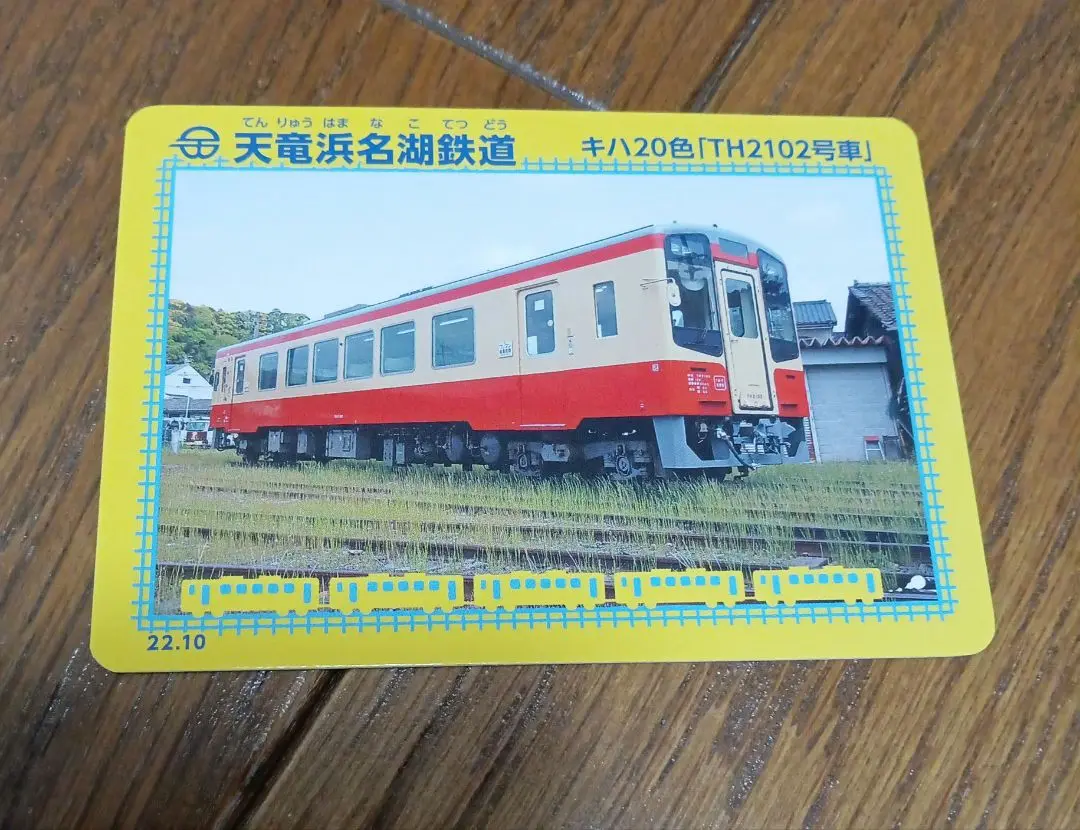 てん りゅう はま な こ てつ どう
天竜浜名湖鉄道
キハ20色「TH2102号車」
22.10